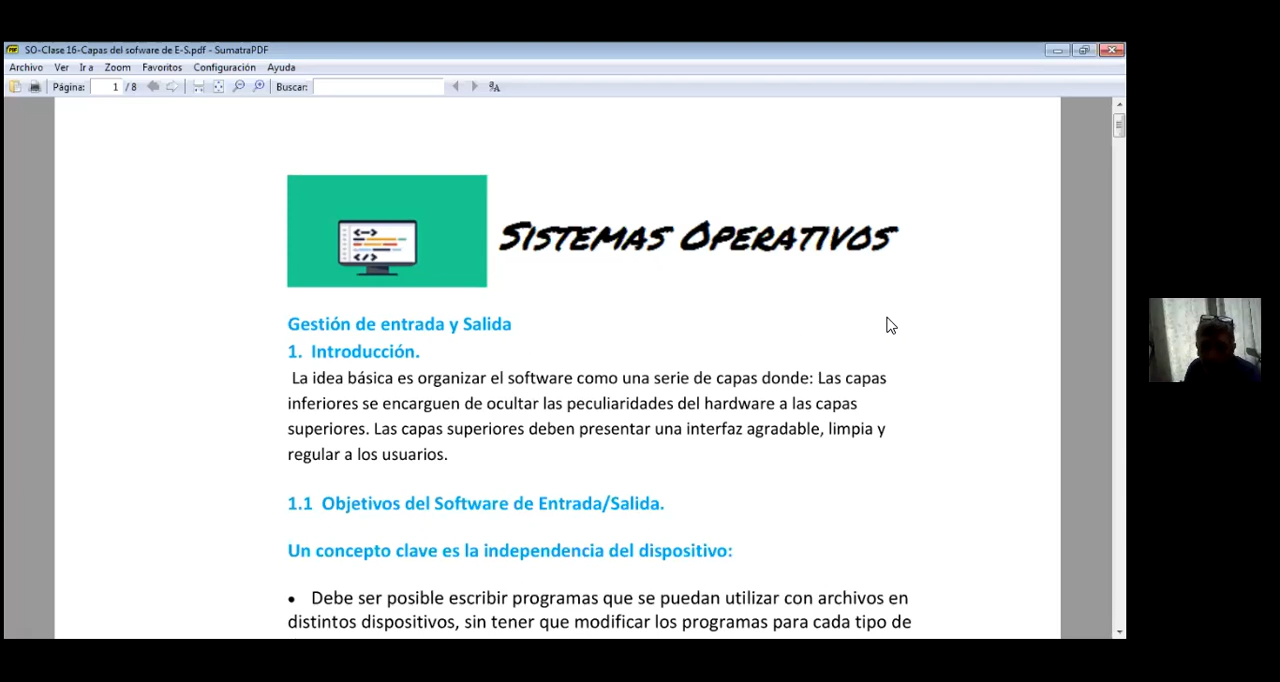 SO-Clase 16-Capas del sofware de E-S.pdf - SumatraPDF
Archivo Ver Ir a Zoom Favoritos Configuración Ayuda
Página: 1 / 8 Buscar:
SISTEMAS OPERATIVOS
Gestión de entrada y Salida
1. Introducción.
La idea básica es organizar el software como una serie de capas donde: Las capas
inferiores se encarguen de ocultar las peculiaridades del hardware a las capas
superiores. Las capas superiores deben presentar una interfaz agradable, limpia y
regular a los usuarios.
1.1 Objetivos del Software de Entrada/Salida.
Un concepto clave es la independencia del dispositivo:
• Debe ser posible escribir programas que se puedan utilizar con archivos en
distintos dispositivos, sin tener que modificar los programas para cada tipo de